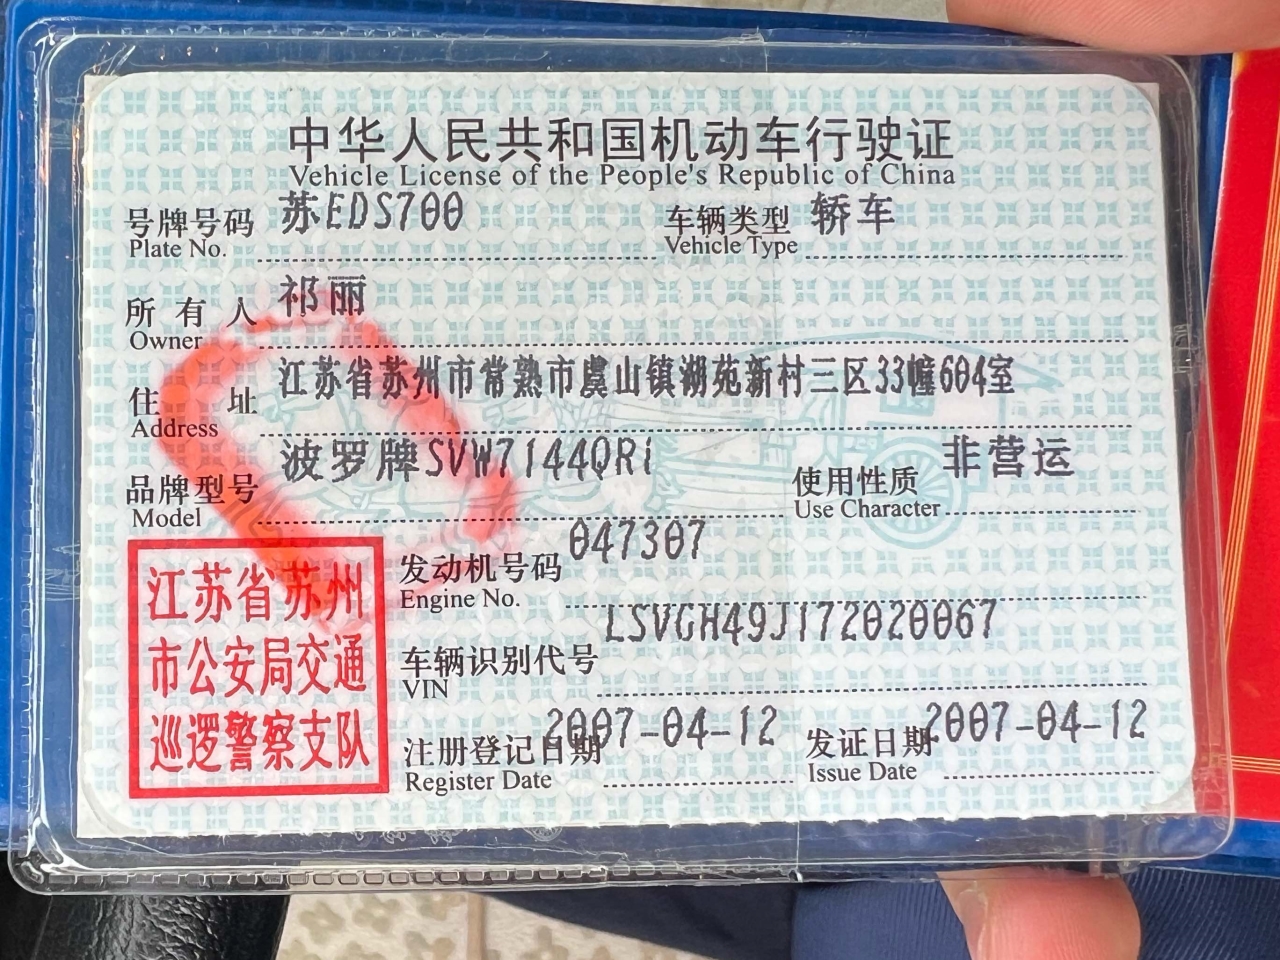 中华人民共和国机动车行驶证
Vehicle License of the People's Republic of China
号牌号码 苏EDS700 车辆类型 轿车
Plate No. Vehicle Type
所有人 祁丽
Owner
住址 江苏省苏州市常熟市虞山镇湖苑新村三区33幢604室
Address
品牌型号 波罗牌SVW7144QRi 使用性质 非营运
Model Use Character
发动机号码 047307
Engine No.
车辆识别代号 LSVGH49J172020067
VIN
注册登记日期 2007-04-12 发证日期 2007-04-12
Register Date Issue Date
江苏省苏州
市公安局交通
巡逻警察支队